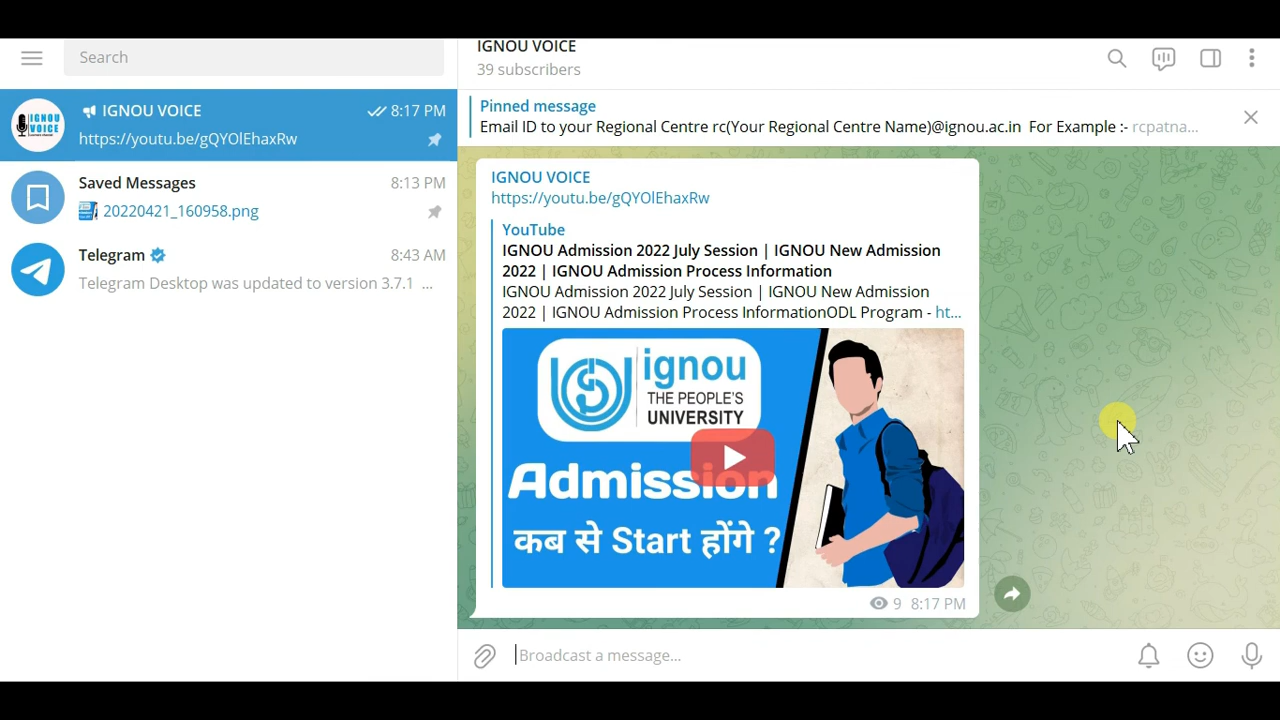 Search
IGNOU VOICE 8:17 PM
https://youtu.be/gQYOlEhaxRw
Saved Messages 8:13 PM
20220421_160958.png
Telegram 8:43 AM
Telegram Desktop was updated to version 3.7.1 ...
IGNOU VOICE
IGNOU VOICE
39 subscribers
Pinned message
Email ID to your Regional Centre rc(Your Regional Centre Name)@ignou.ac.in For Example :- rcpatna...
IGNOU VOICE
https://youtu.be/gQYOlEhaxRw
YouTube
IGNOU Admission 2022 July Session | IGNOU New Admission
2022 | IGNOU Admission Process Information
IGNOU Admission 2022 July Session | IGNOU New Admission
2022 | IGNOU Admission Process InformationODL Program - ht...
ignou
THE PEOPLE'S
UNIVERSITY
Admission
कब से Start होंगे ?
9 8:17 PM
Broadcast a message...